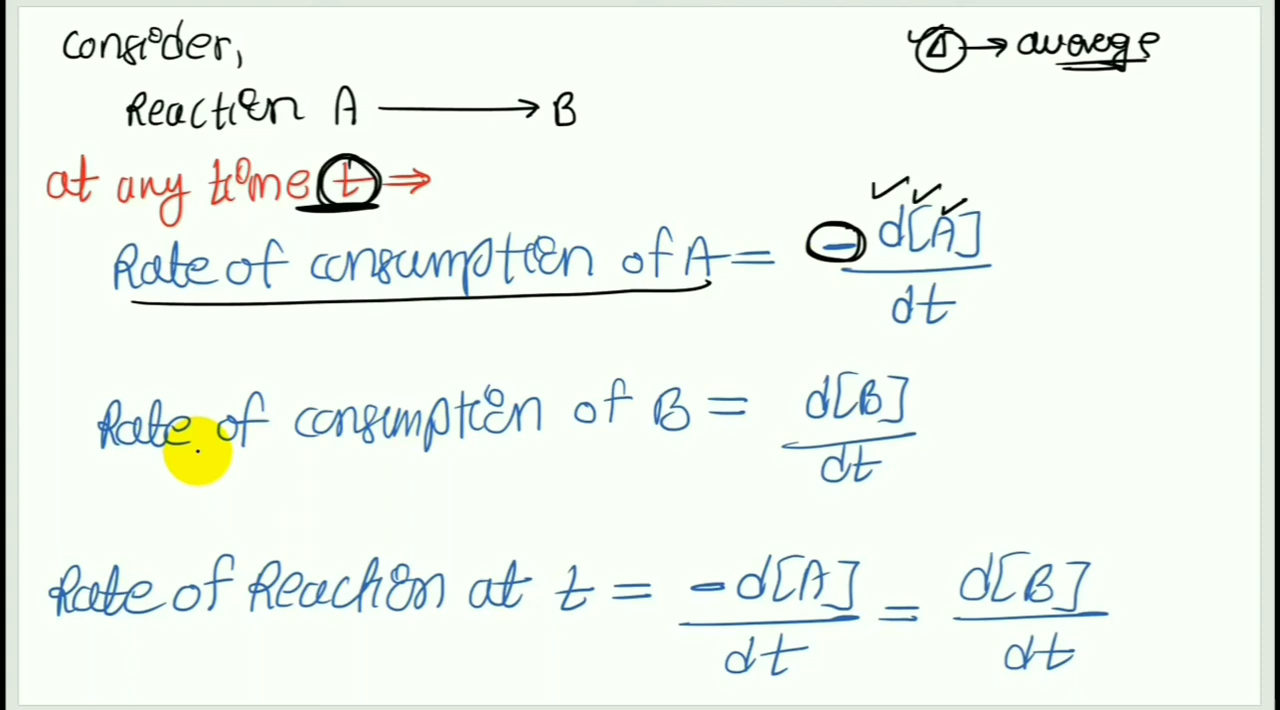 consider,
Δ → average
Reaction A → B
at any time t ⇒
Rate of consumption of A = - d[A]/dt
Rate of consumption of B = d[B]/dt
Rate of Reaction at t = -d[A]/dt = d[B]/dt